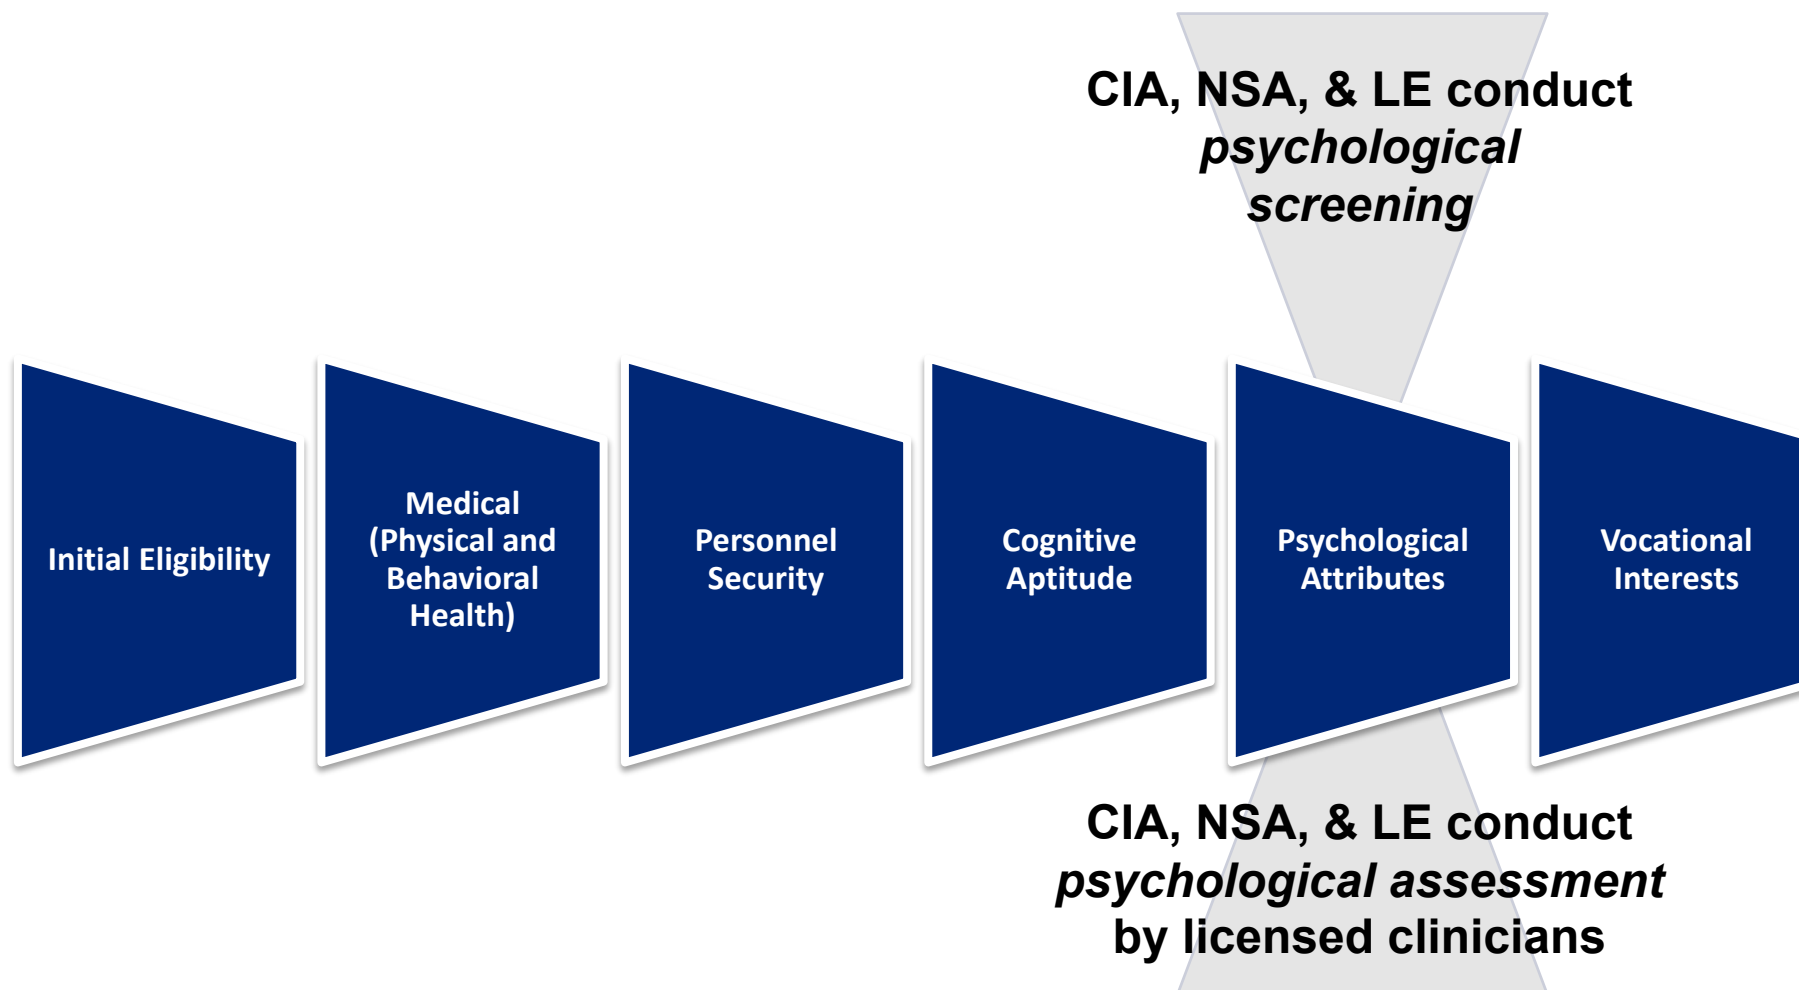 CIA, NSA, & LE conduct
psychological
screening
Initial Eligibility
Medical
(Physical and
Behavioral
Health)
Personnel
Security
Cognitive
Aptitude
Psychological
Attributes
Vocational
Interests
CIA, NSA, & LE conduct
psychological assessment
by licensed clinicians